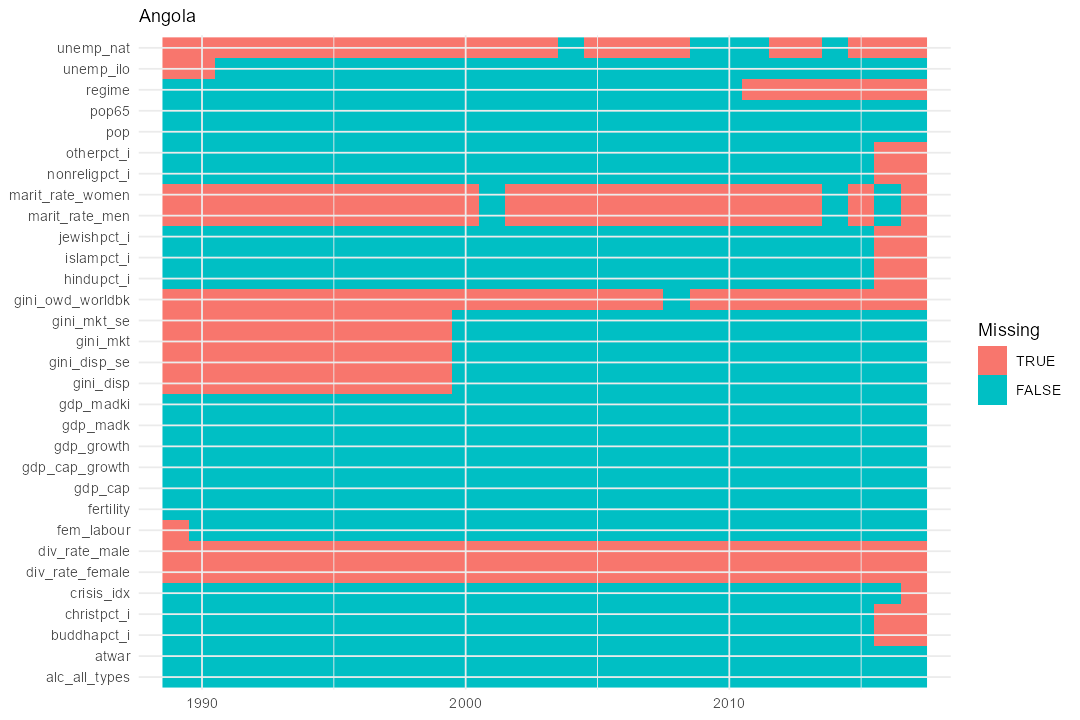 Angola
unemp_nat
unemp_ilo
regime
pop65
pop
otherpct_i
nonreligpct_i
marit_rate_women
marit_rate_men
jewishpct_i
islampct_i
hindupct_i
gini_owd_worldbk
gini_mkt_se
gini_mkt
gini_disp_se
gini_disp
gdp_madki
gdp_madk
gdp_growth
gdp_cap_growth
gdp_cap
fertility
fem_labour
div_rate_male
div_rate_female
crisis_idx
christpct_i
buddhapct_i
atwar
alc_all_types
1990 2000 2010
Missing
TRUE
FALSE